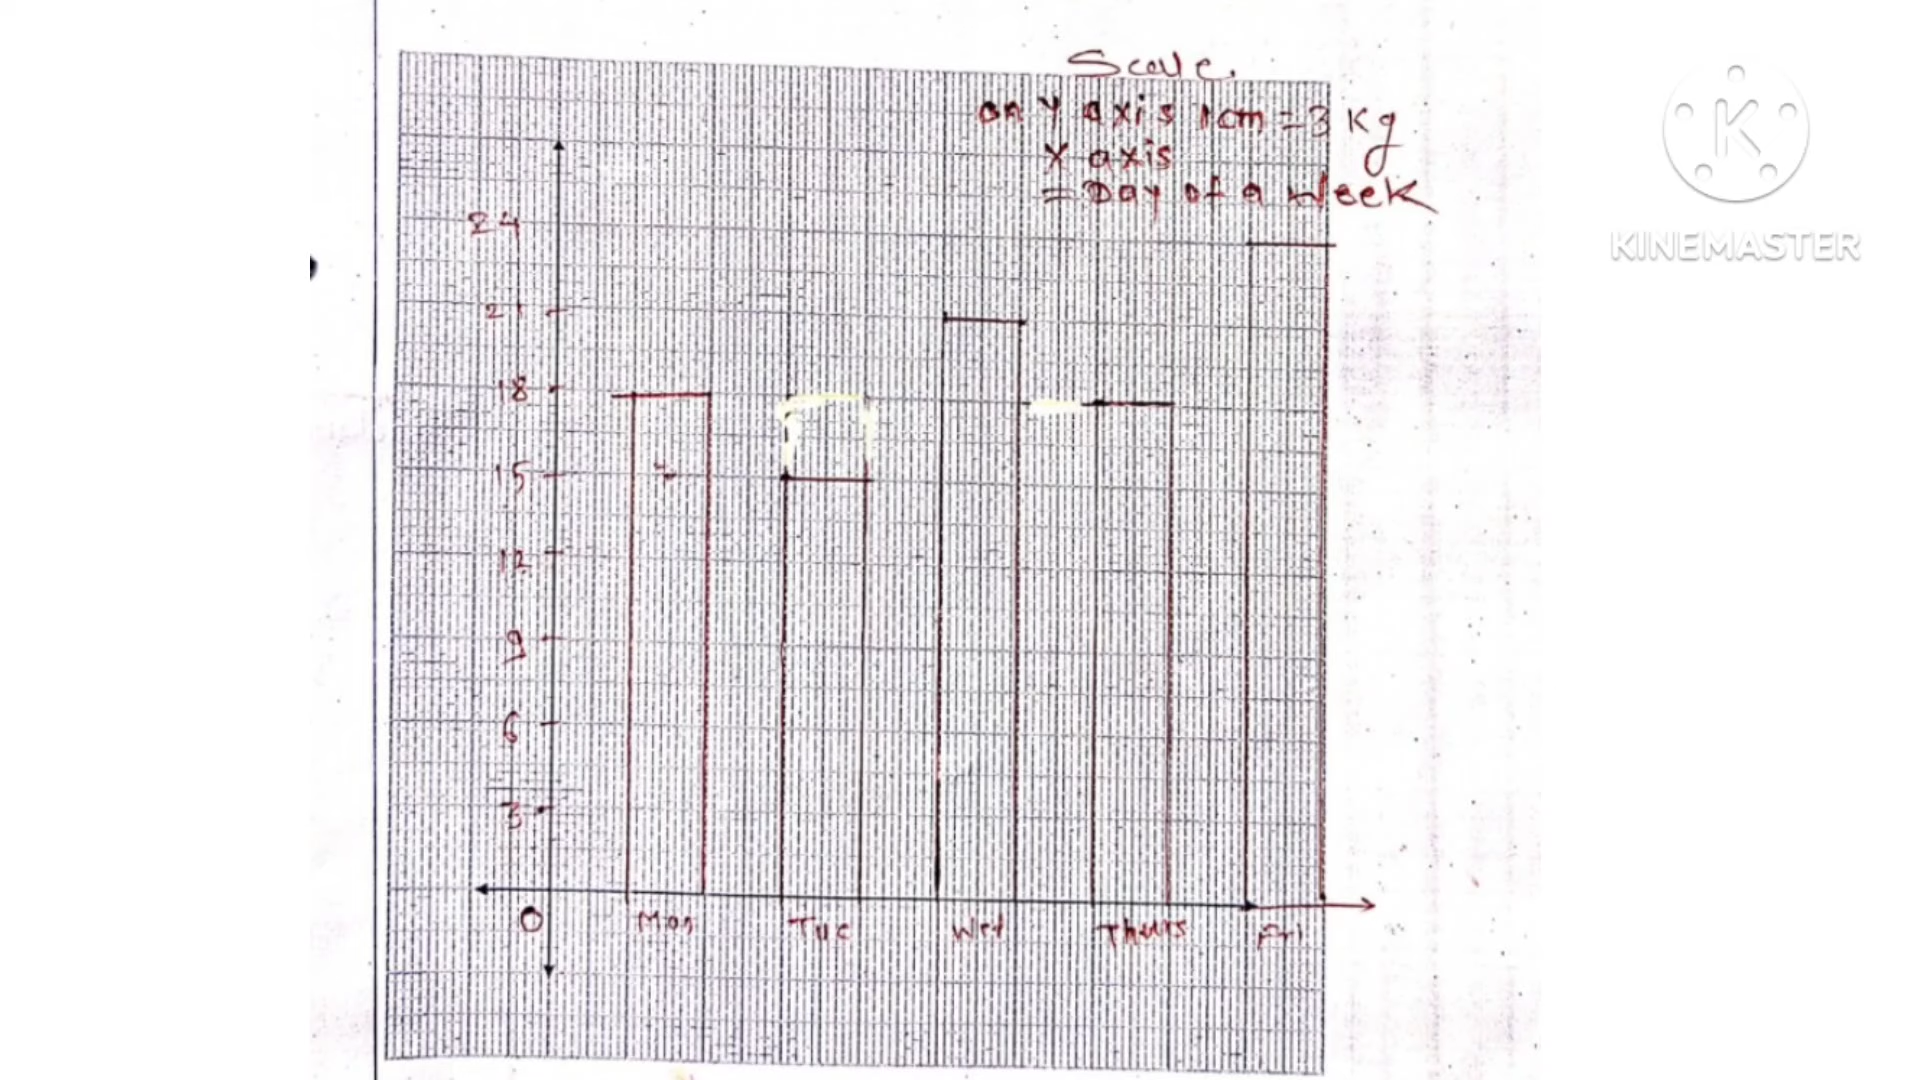 Scale.
on Y axis 1cm = 3 Kg
X axis
= Day of a Week
K
KINEMASTER
24
21
18
15
12
9
6
3
0
Mon Tue Wed Thurs Fri